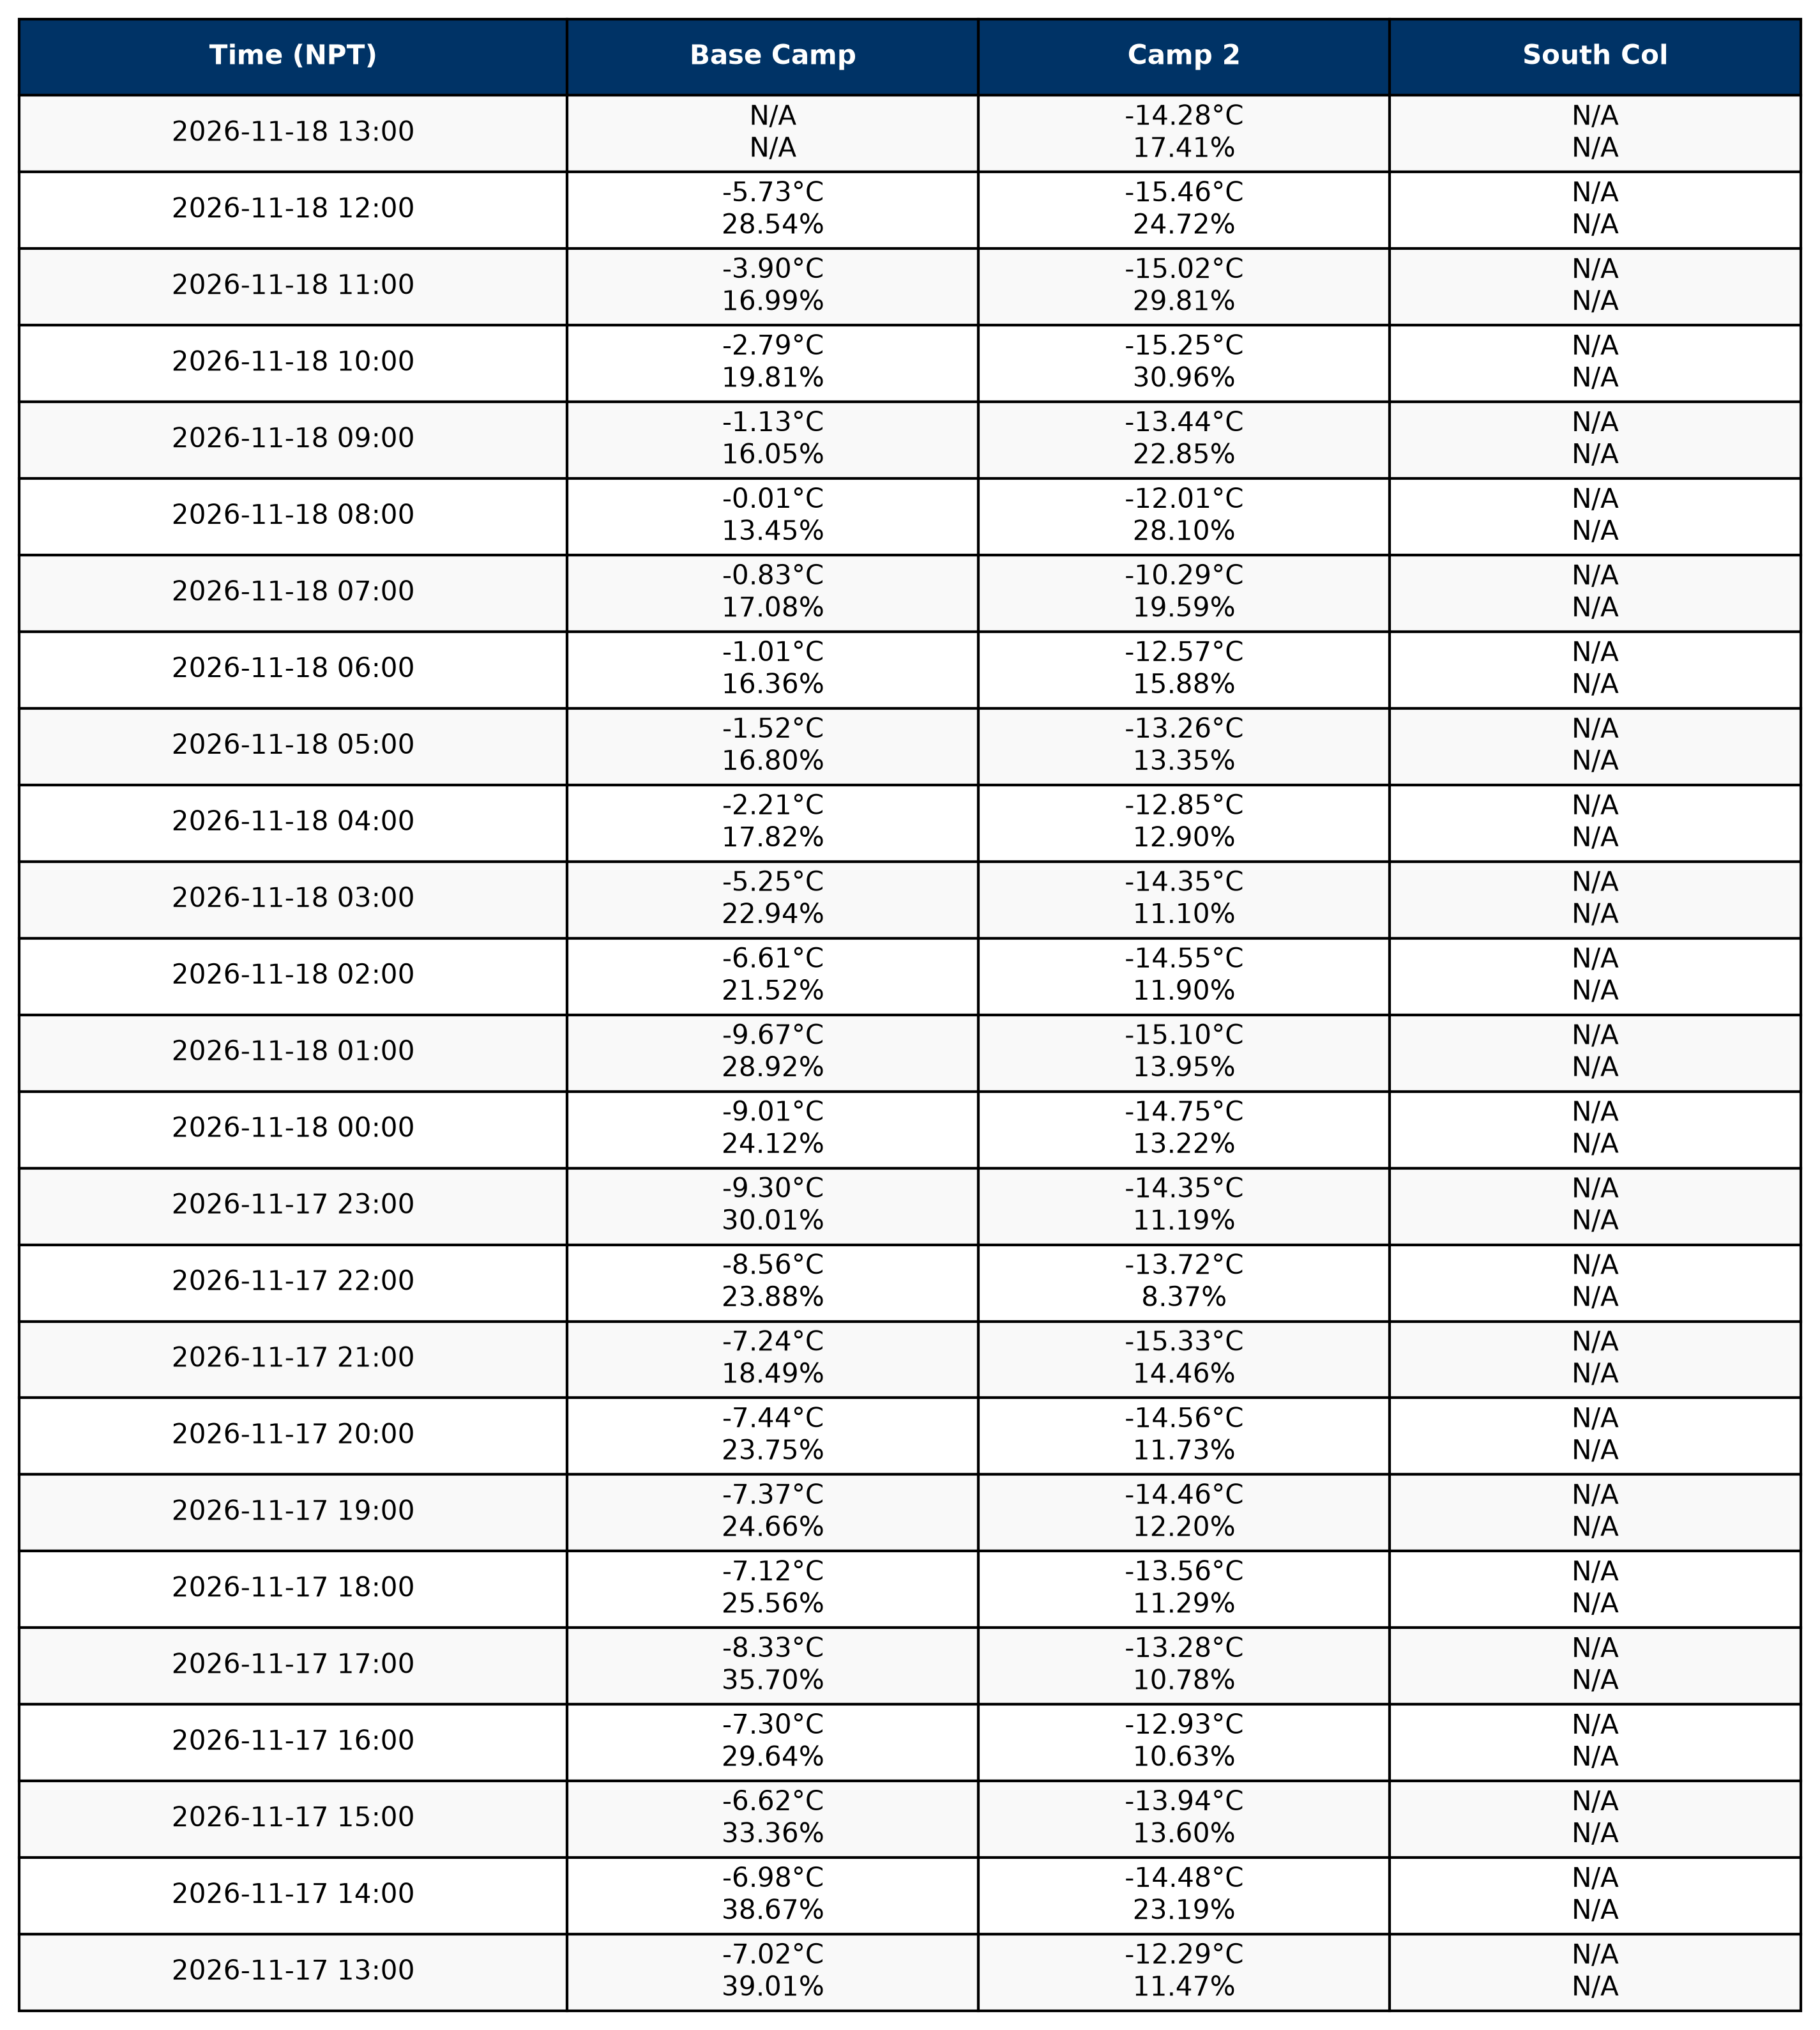 Time (NPT) Base Camp Camp 2 South Col
2026-11-18 13:00 N/A -14.28°C N/A
N/A 17.41% N/A
2026-11-18 12:00 -5.73°C -15.46°C N/A
28.54% 24.72% N/A
2026-11-18 11:00 -3.90°C -15.02°C N/A
16.99% 29.81% N/A
2026-11-18 10:00 -2.79°C -15.25°C N/A
19.81% 30.96% N/A
2026-11-18 09:00 -1.13°C -13.44°C N/A
16.05% 22.85% N/A
2026-11-18 08:00 -0.01°C -12.01°C N/A
13.45% 28.10% N/A
2026-11-18 07:00 -0.83°C -10.29°C N/A
17.08% 19.59% N/A
2026-11-18 06:00 -1.01°C -12.57°C N/A
16.36% 15.88% N/A
2026-11-18 05:00 -1.52°C -13.26°C N/A
16.80% 13.35% N/A
2026-11-18 04:00 -2.21°C -12.85°C N/A
17.82% 12.90% N/A
2026-11-18 03:00 -5.25°C -14.35°C N/A
22.94% 11.10% N/A
2026-11-18 02:00 -6.61°C -14.55°C N/A
21.52% 11.90% N/A
2026-11-18 01:00 -9.67°C -15.10°C N/A
28.92% 13.95% N/A
2026-11-18 00:00 -9.01°C -14.75°C N/A
24.12% 13.22% N/A
2026-11-17 23:00 -9.30°C -14.35°C N/A
30.01% 11.19% N/A
2026-11-17 22:00 -8.56°C -13.72°C N/A
23.88% 8.37% N/A
2026-11-17 21:00 -7.24°C -15.33°C N/A
18.49% 14.46% N/A
2026-11-17 20:00 -7.44°C -14.56°C N/A
23.75% 11.73% N/A
2026-11-17 19:00 -7.37°C -14.46°C N/A
24.66% 12.20% N/A
2026-11-17 18:00 -7.12°C -13.56°C N/A
25.56% 11.29% N/A
2026-11-17 17:00 -8.33°C -13.28°C N/A
35.70% 10.78% N/A
2026-11-17 16:00 -7.30°C -12.93°C N/A
29.64% 10.63% N/A
2026-11-17 15:00 -6.62°C -13.94°C N/A
33.36% 13.60% N/A
2026-11-17 14:00 -6.98°C -14.48°C N/A
38.67% 23.19% N/A
2026-11-17 13:00 -7.02°C -12.29°C N/A
39.01% 11.47% N/A